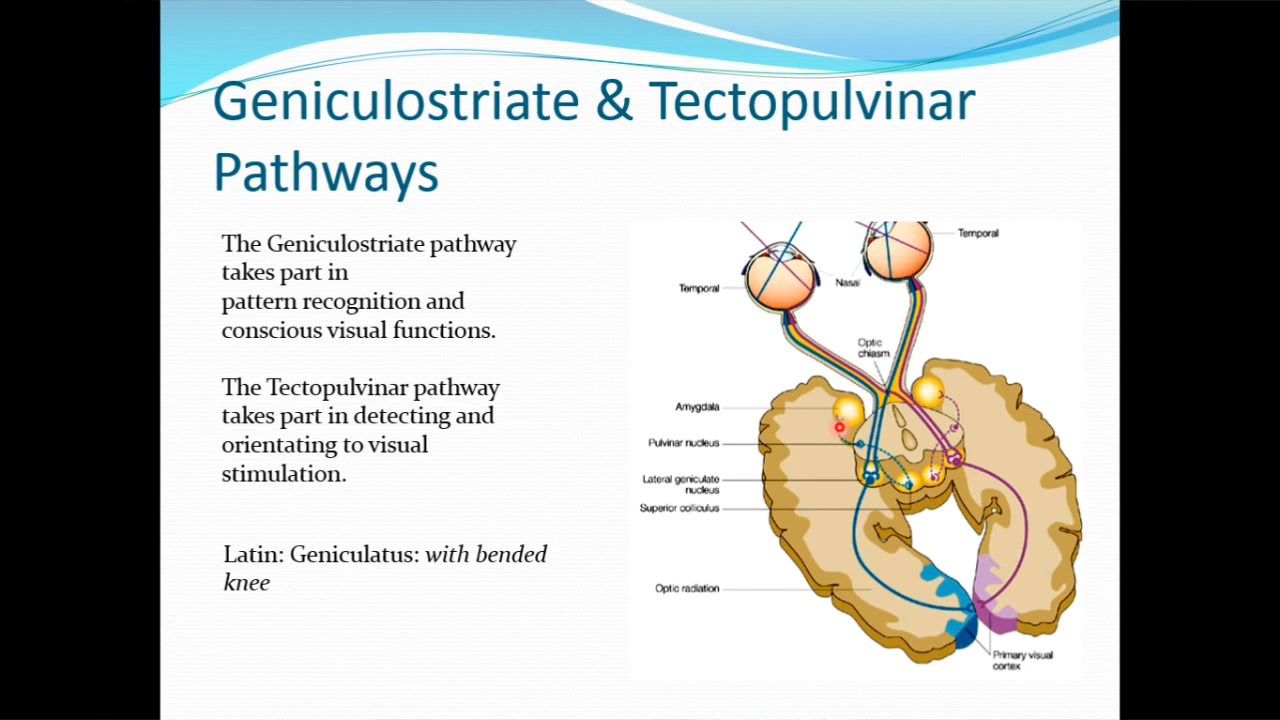 Geniculostriate & Tectopulvinar
Pathways
The Geniculostriate pathway
takes part in
pattern recognition and
conscious visual functions.
The Tectopulvinar pathway
takes part in detecting and
orientating to visual
stimulation.
Latin: Geniculatus: with bended
knee
Temporal
Nasal
Temporal
Optic
chiasm
Amygdala
Pulvinar nucleus
Lateral geniculate
nucleus
Superior colliculus
Optic radiation
Primary visual
cortex